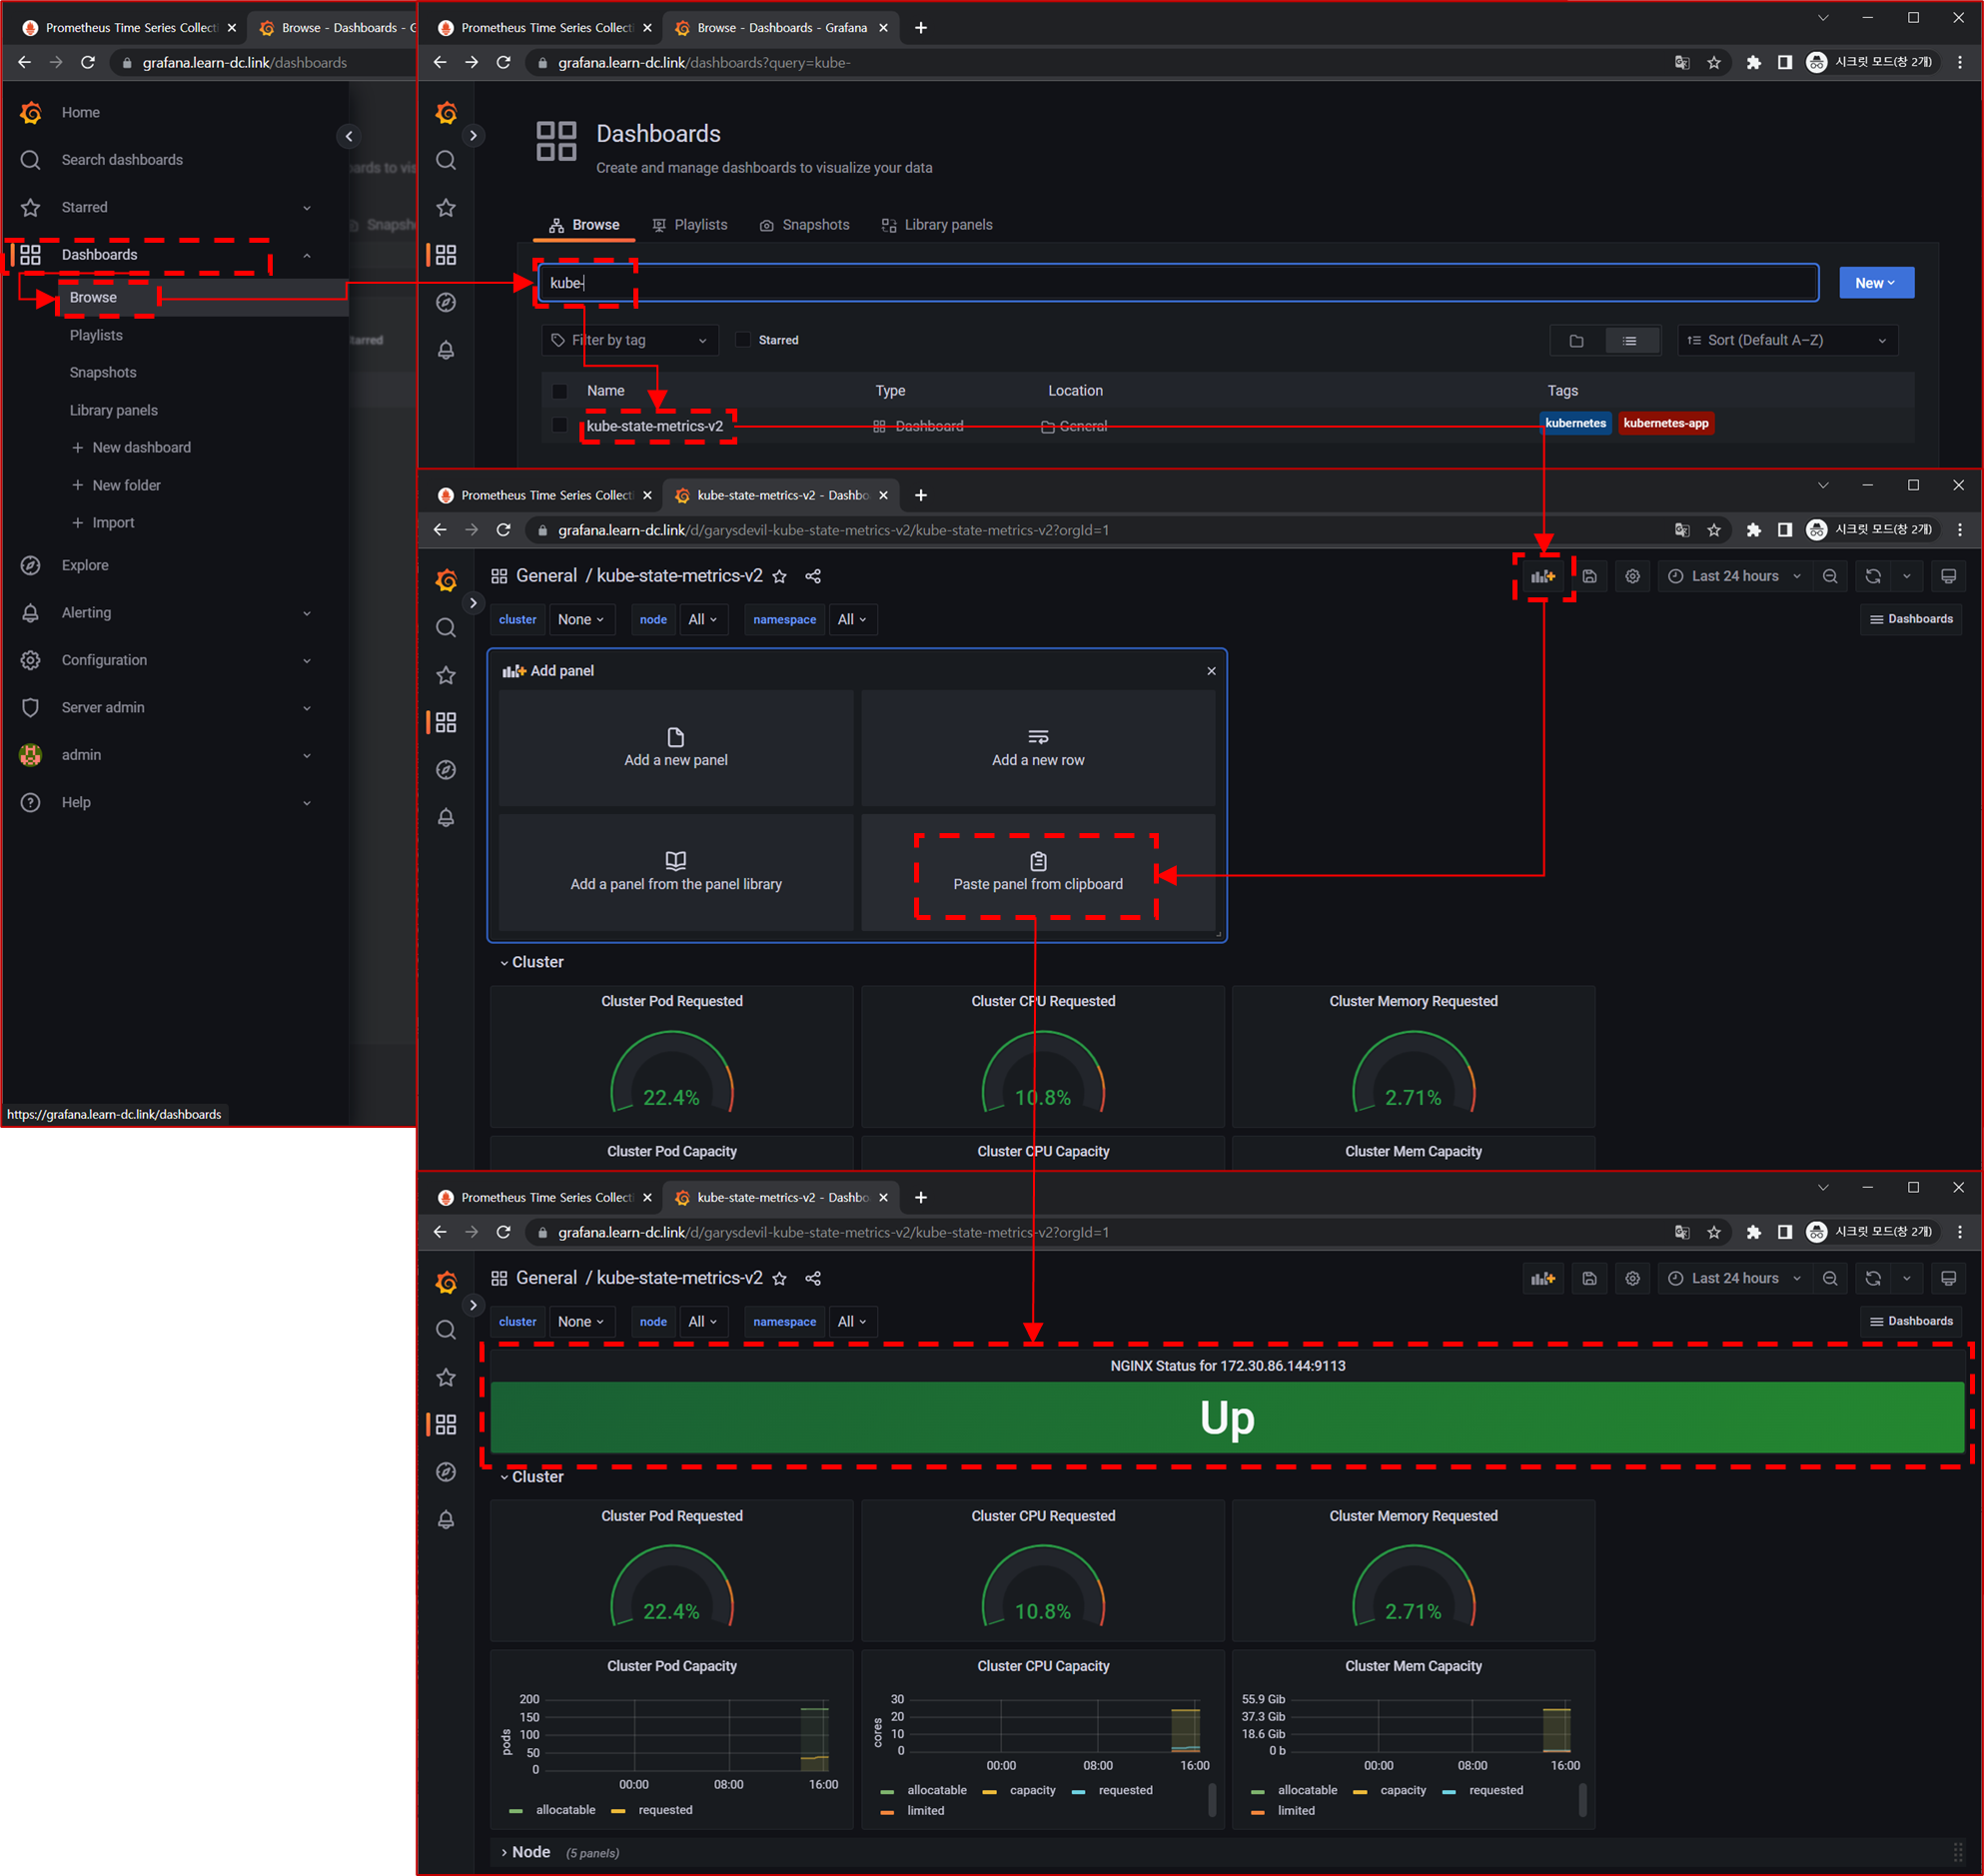 Prometheus Time Series Collecti
Browse - Dashboards - G
grafana.learn-dc.link/dashboards
Home
Search dashboards
Starred
Dashboards
Browse
Playlists
Snapshots
Library panels
+ New dashboard
+ New folder
+ Import
Explore
Alerting
Configuration
Server admin
admin
Help
https://grafana.learn-dc.link/dashboards
ards to vis
Snapsh
tarred
Prometheus Time Series Collecti
Browse - Dashboards - Grafana
grafana.learn-dc.link/dashboards?query=kube-
시크릿 모드(창 2개)
Dashboards
Create and manage dashboards to visualize your data
Browse Playlists Snapshots Library panels
kube-
New
Filter by tag Starred Sort (Default A–Z)
Name Type Location Tags
kube-state-metrics-v2 Dashboard General kubernetes kubernetes-app
Prometheus Time Series Collecti
kube-state-metrics-v2 - Dashbo
grafana.learn-dc.link/d/garysdevil-kube-state-metrics-v2/kube-state-metrics-v2?orgId=1
시크릿 모드(창 2개)
General / kube-state-metrics-v2
Last 24 hours
cluster None node All namespace All
Dashboards
Add panel
Add a new panel
Add a new row
Add a panel from the panel library
Paste panel from clipboard
Cluster
Cluster Pod Requested
22.4%
Cluster CPU Requested
10.8%
Cluster Memory Requested
2.71%
Cluster Pod Capacity
Cluster CPU Capacity
Cluster Mem Capacity
Prometheus Time Series Collecti
kube-state-metrics-v2 - Dashbo
grafana.learn-dc.link/d/garysdevil-kube-state-metrics-v2/kube-state-metrics-v2?orgId=1
시크릿 모드(창 2개)
General / kube-state-metrics-v2
Last 24 hours
cluster None node All namespace All
Dashboards
NGINX Status for 172.30.86.144:9113
Up
Cluster
Cluster Pod Requested
22.4%
Cluster CPU Requested
10.8%
Cluster Memory Requested
2.71%
Cluster Pod Capacity
pods
200
150
100
50
0
00:00 08:00 16:00
allocatable requested
Cluster CPU Capacity
cores
30
20
10
0
00:00 08:00 16:00
allocatable capacity requested
limited
Cluster Mem Capacity
55.9 Gib
37.3 Gib
18.6 Gib
0 b
00:00 08:00 16:00
allocatable capacity requested
limited
Node (5 panels)